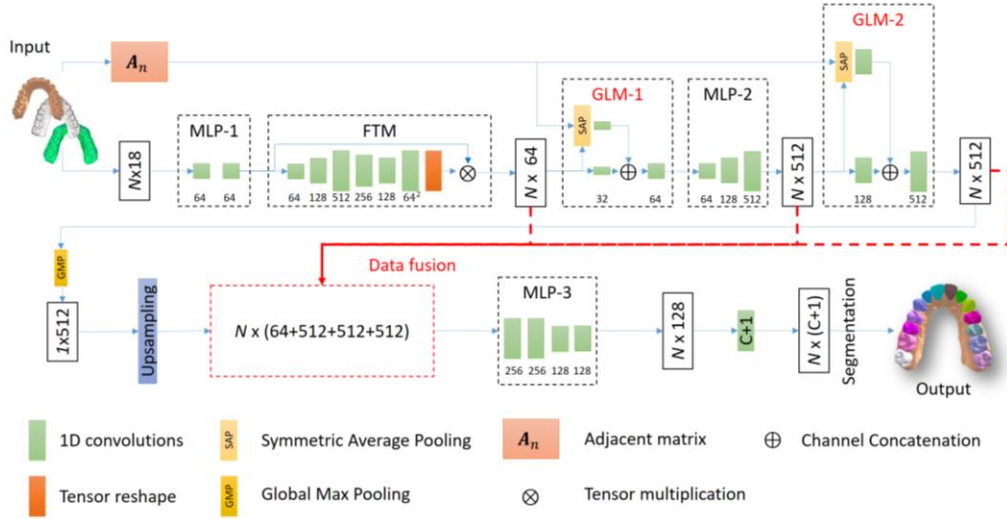 GLM-2
Input
A_n
SAP
GLM-1
MLP-2
MLP-1
FTM
SAP
N x18
N x 64
N x 512
N x 512
64 64
64 128 512 256 128 64²
32 64
64 128 512
128 512
Data fusion
GMP
1x512
Upsampling
N x (64+512+512+512)
MLP-3
256 256 128 128
N x 128
C+1
N x (C+1)
Segmentation
Output
1D convolutions
SAP Symmetric Average Pooling
A_n Adjacent matrix
⊕ Channel Concatenation
Tensor reshape
GMP Global Max Pooling
⊗ Tensor multiplication